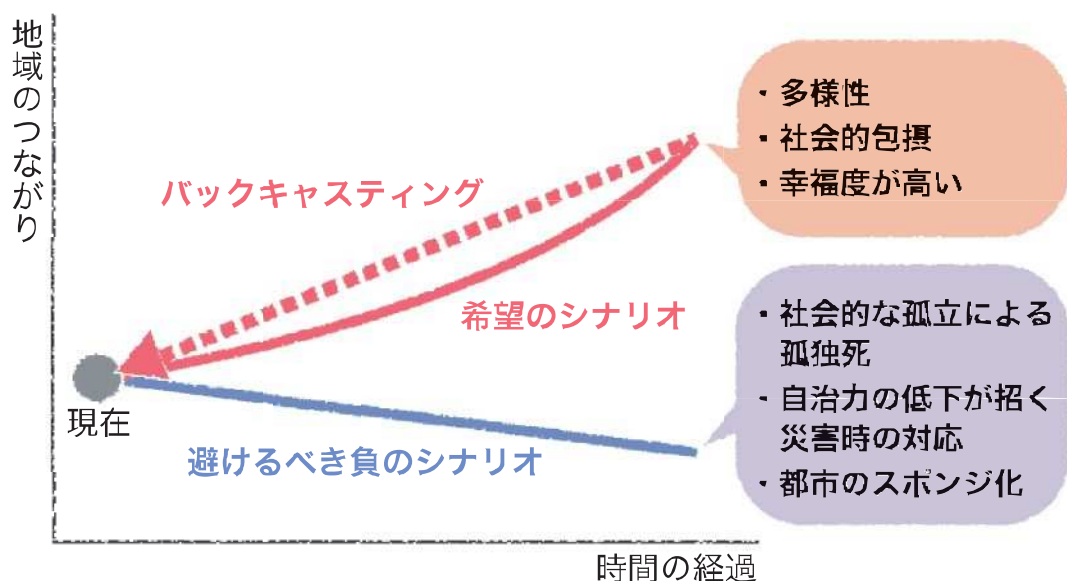 地域のつながり
・多様性
・社会的包摂
・幸福度が高い
バックキャスティング
希望のシナリオ
・社会的な孤立による
孤独死
・自治力の低下が招く
災害時の対応
・都市のスポンジ化
現在
避けるべき負のシナリオ
時間の経過